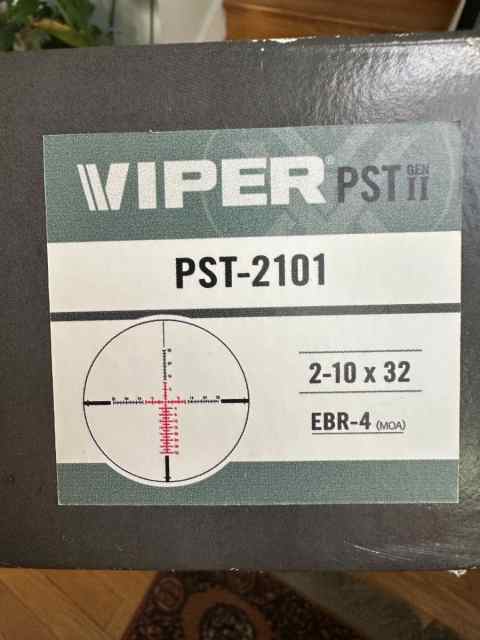 VIPER® PST GEN II
PST-2101
2-10 x 32
EBR-4 (MOA)